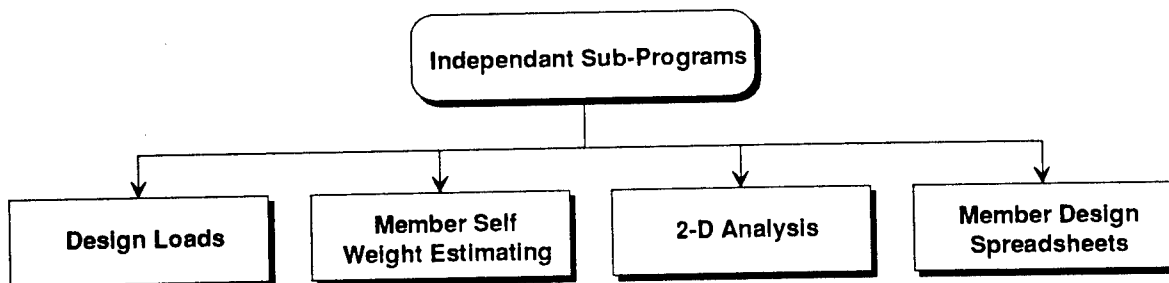 Independant Sub-Programs
Design Loads
Member Self
Weight Estimating
2-D Analysis
Member Design
Spreadsheets